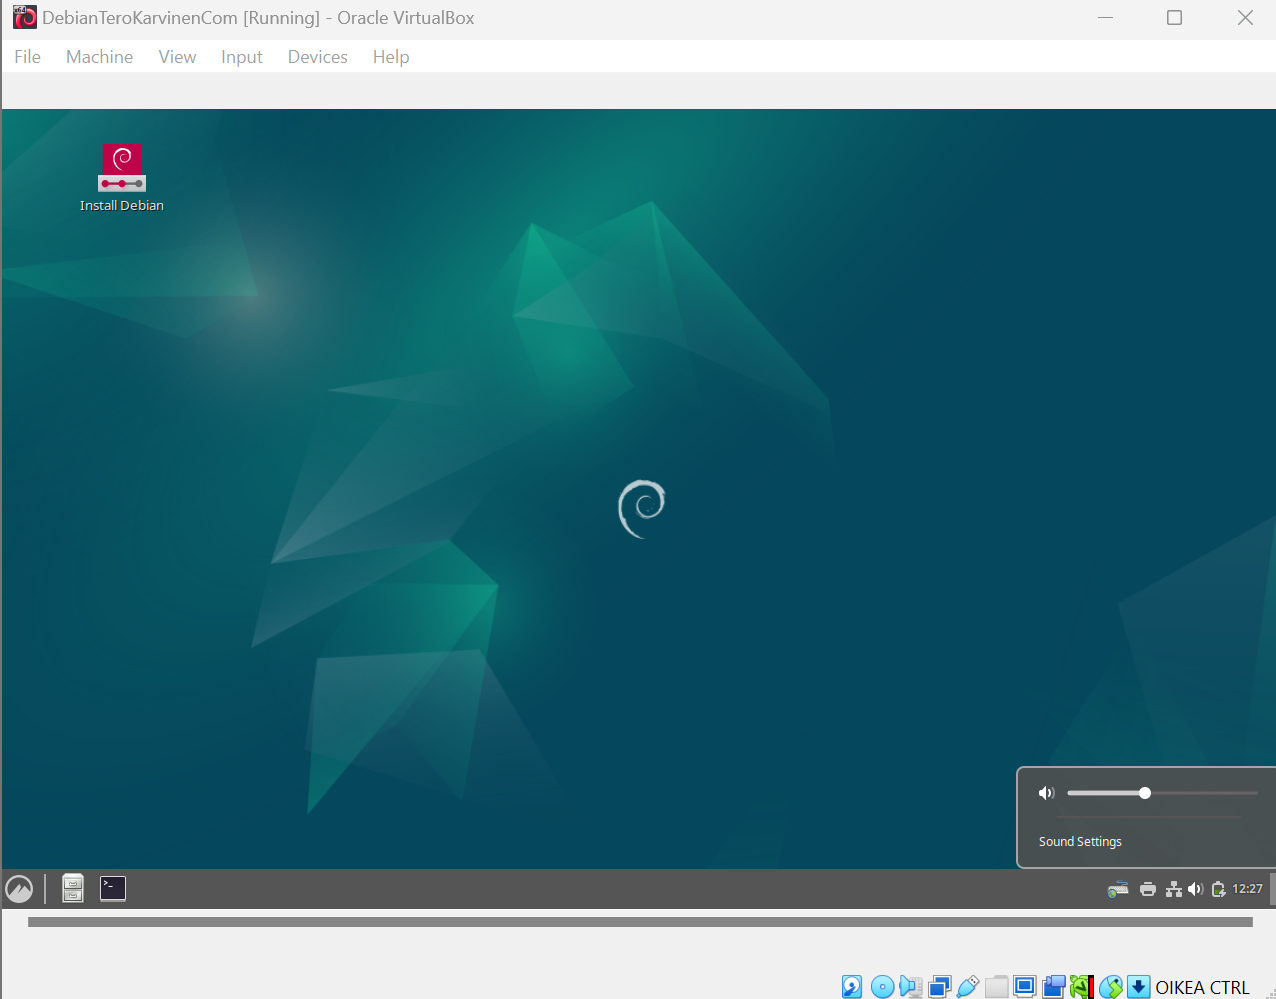 DebianTeroKarvinenCom [Running] - Oracle VirtualBox
File Machine View Input Devices Help
Install Debian
Sound Settings
12:27
OIKEA CTRL